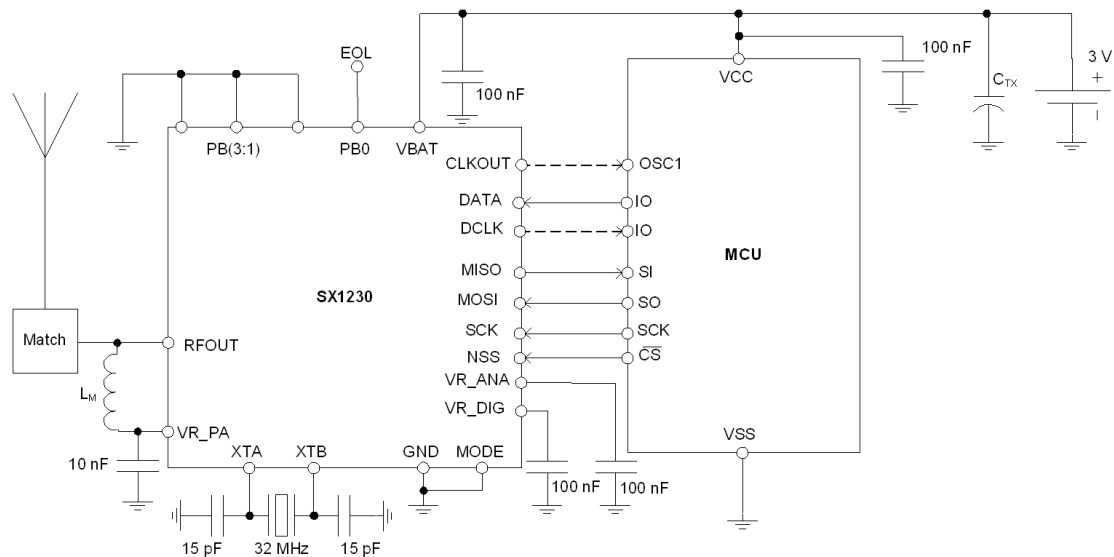 EOL
100 nF
VCC
100 nF
CTX
3 V
+
PB(3:1)
PB0
VBAT
CLKOUT
OSC1
DATA
IO
DCLK
IO
MCU
MISO
SI
SX1230
MOSI
SO
Match
RFOUT
SCK
SCK
NSS
CS
VR_ANA
LM
VR_DIG
VR_PA
VSS
XTA
XTB
GND
MODE
10 nF
100 nF
100 nF
15 pF
32 MHz
15 pF